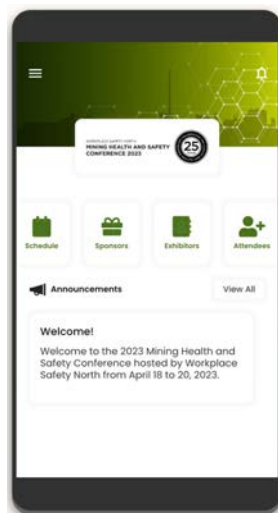 WORKPLACE SAFETY NORTH
MINING HEALTH AND SAFETY
CONFERENCE 2023
25
Schedule
Sponsors
Exhibitors
Attendees
Announcements
View All
Welcome!
Welcome to the 2023 Mining Health and
Safety Conference hosted by Workplace
Safety North from April 18 to 20, 2023.